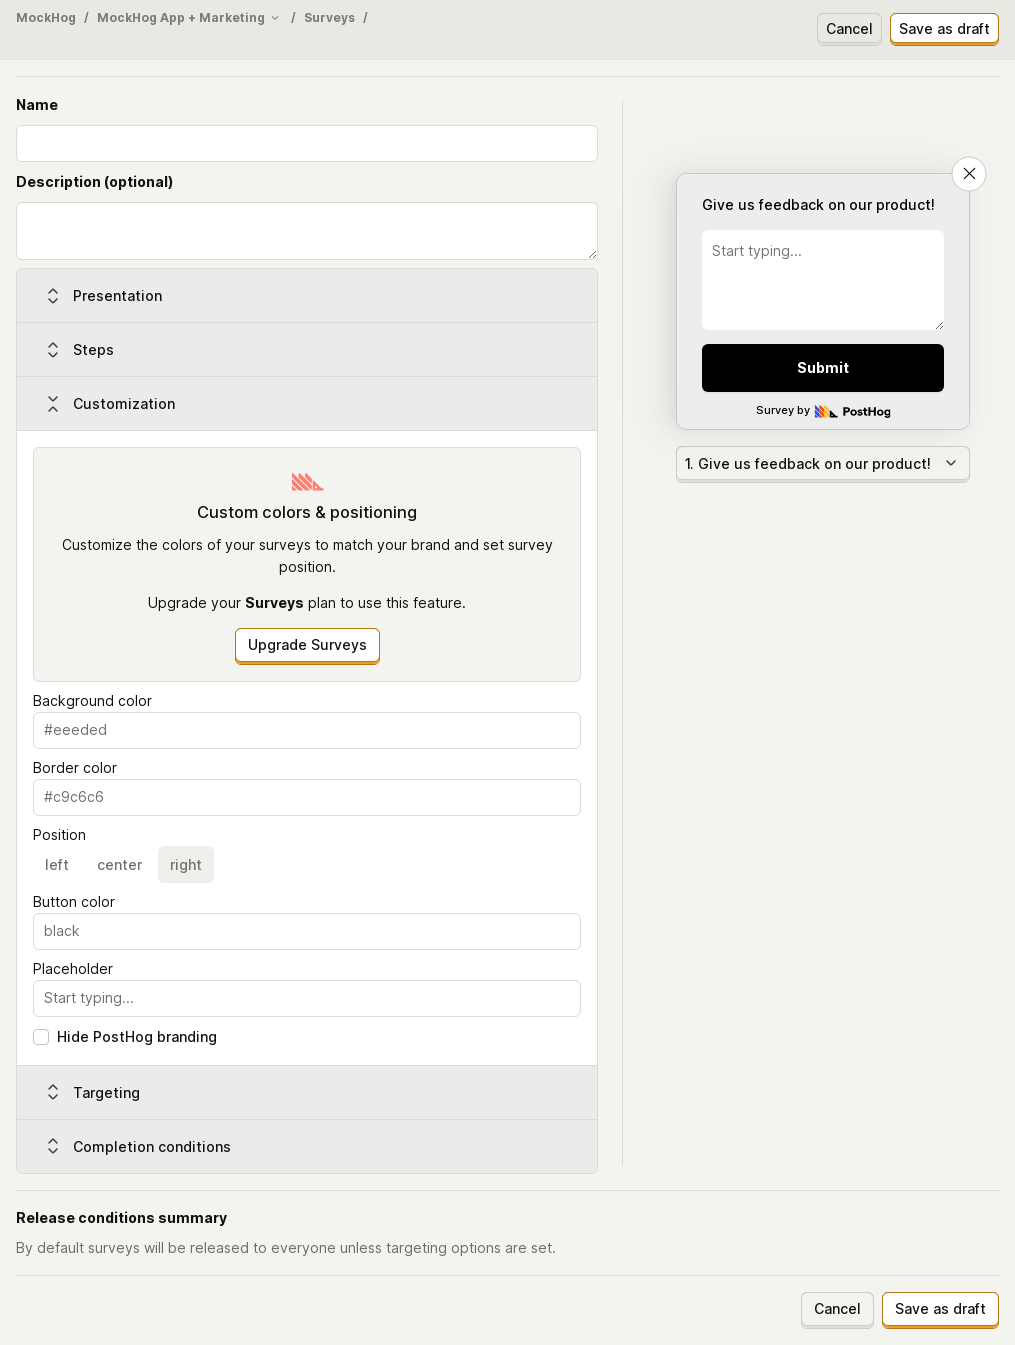 MockHog / MockHog App + Marketing / Surveys /
Cancel
Save as draft
Name
Description (optional)
Presentation
Steps
Customization
Custom colors & positioning
Customize the colors of your surveys to match your brand and set survey
position.
Upgrade your Surveys plan to use this feature.
Upgrade Surveys
Background color
#eeeded
Border color
#c9c6c6
Position
left center right
Button color
black
Placeholder
Start typing...
Hide PostHog branding
Targeting
Completion conditions
Give us feedback on our product!
Start typing...
Submit
Survey by PostHog
1. Give us feedback on our product!
Release conditions summary
By default surveys will be released to everyone unless targeting options are set.
Cancel
Save as draft